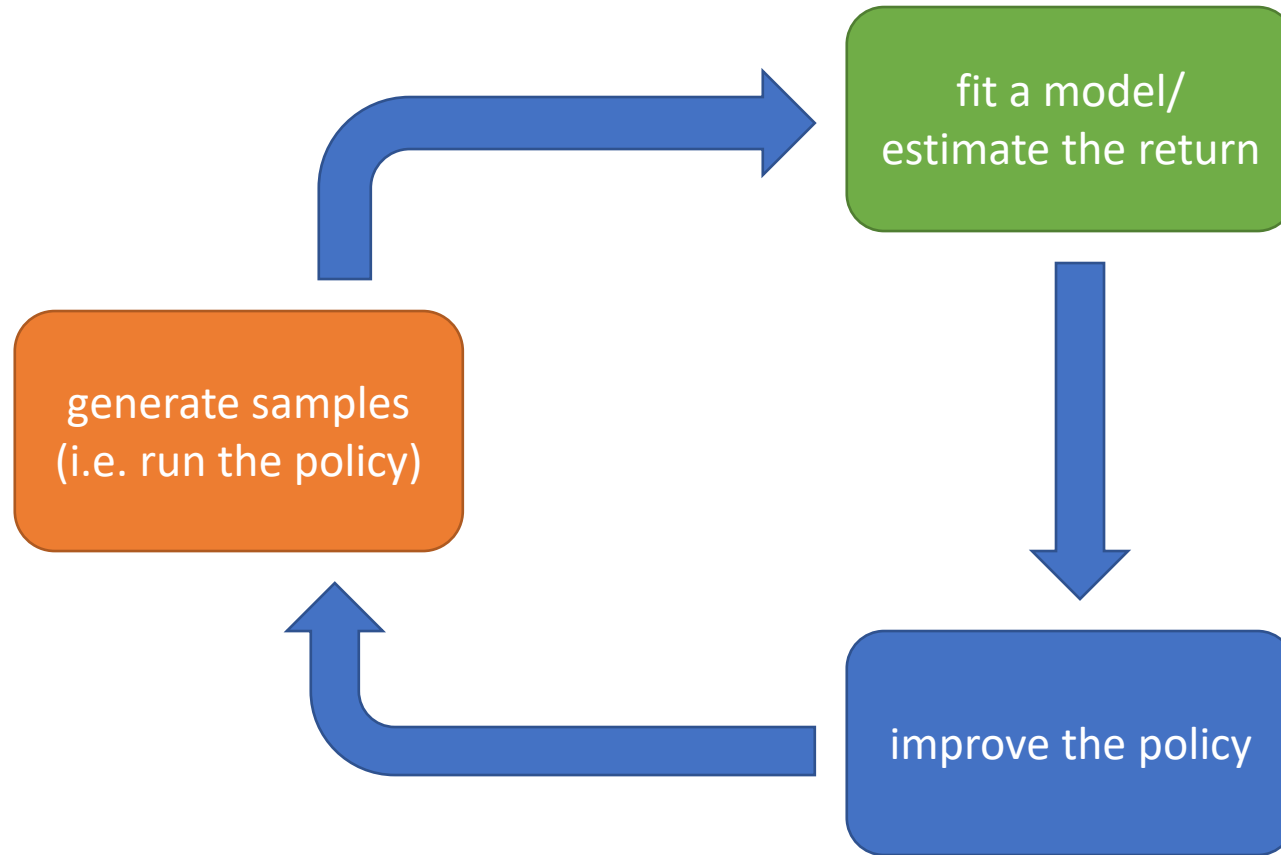 fit a model/
estimate the return
generate samples
(i.e. run the policy)
improve the policy